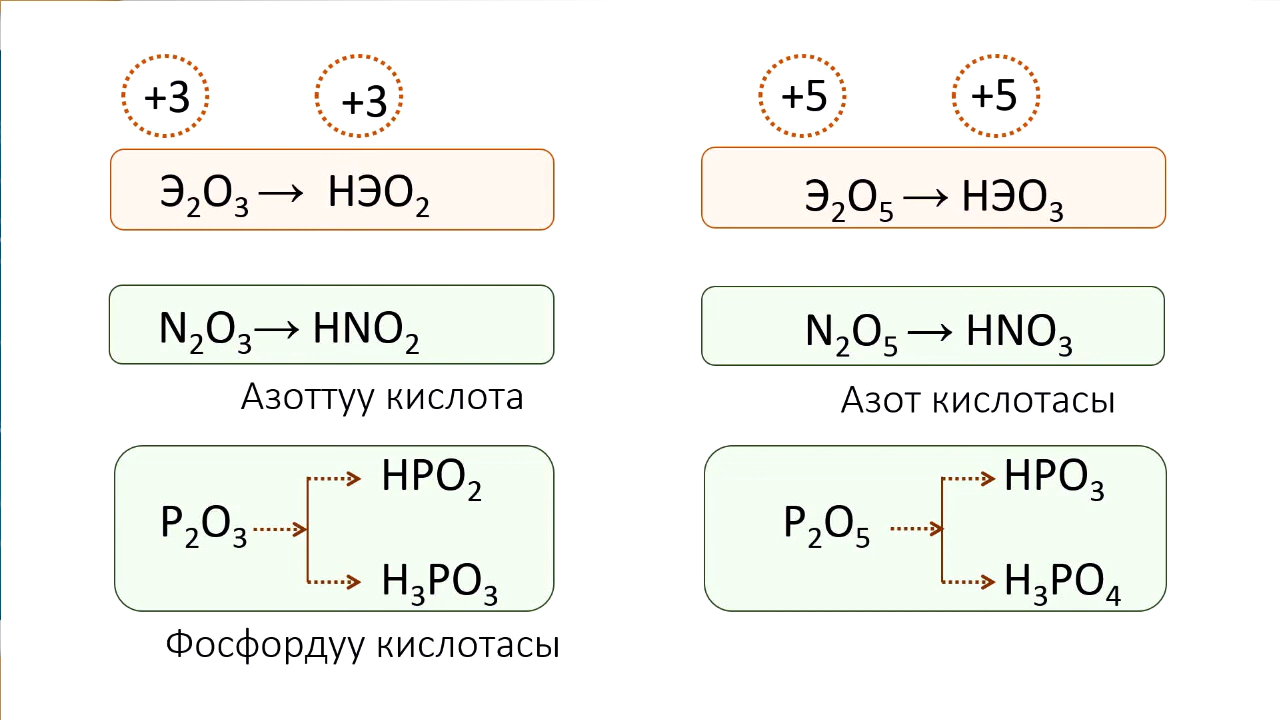 +3 +3
Э₂O₃ → HЭO₂
N₂O₃ → HNO₂
Азоттуу кислота
HPO₂
P₂O₃
H₃PO₃
Фосфордуу кислотасы
+5 +5
Э₂O₅ → HЭO₃
N₂O₅ → HNO₃
Азот кислотасы
HPO₃
P₂O₅
H₃PO₄